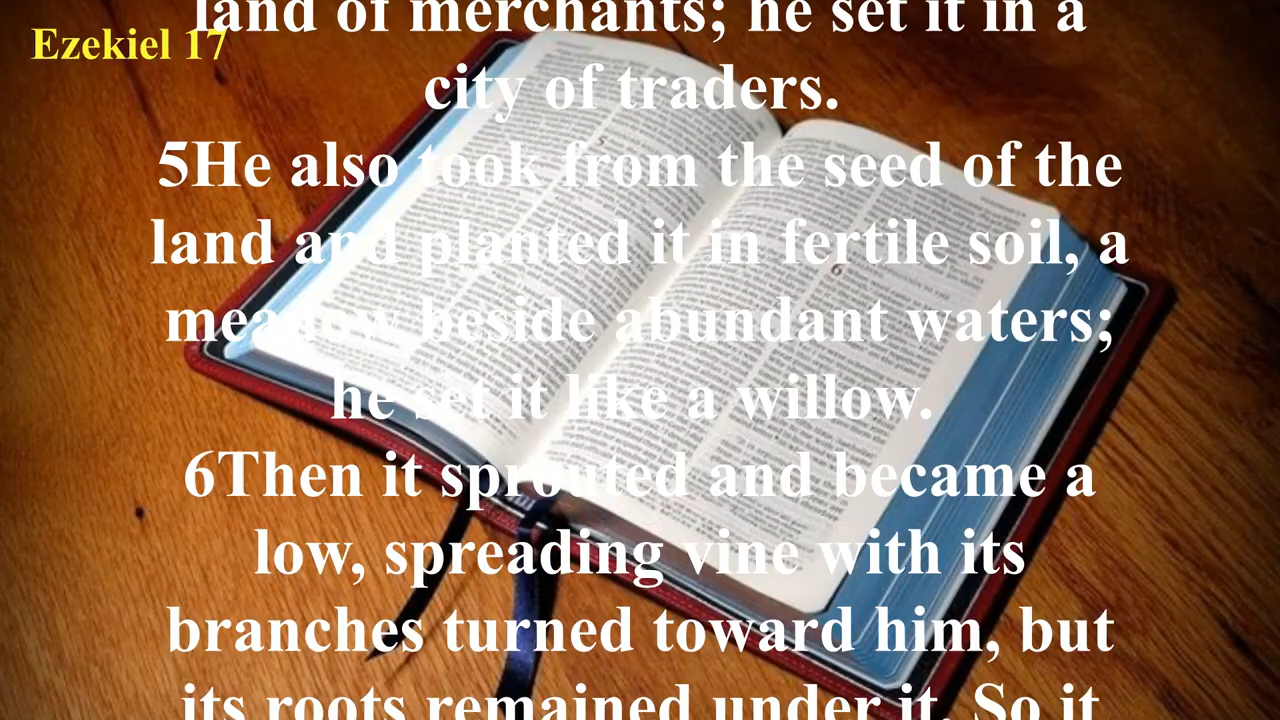 land of merchants; he set it in a
Ezekiel 17
city of traders.
5He also took from the seed of the
land and planted it in fertile soil, a
meadow beside abundant waters;
he set it like a willow.
6Then it sprouted and became a
low, spreading vine with its
branches turned toward him, but
its roots remained under it. So it